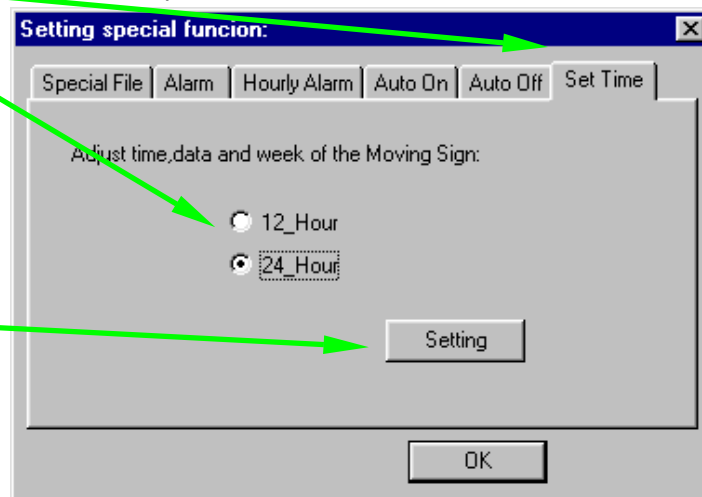 Setting special funcion:
Special File Alarm Hourly Alarm Auto On Auto Off Set Time
Adjust time,data and week of the Moving Sign:
12_Hour
24_Hour
Setting
OK